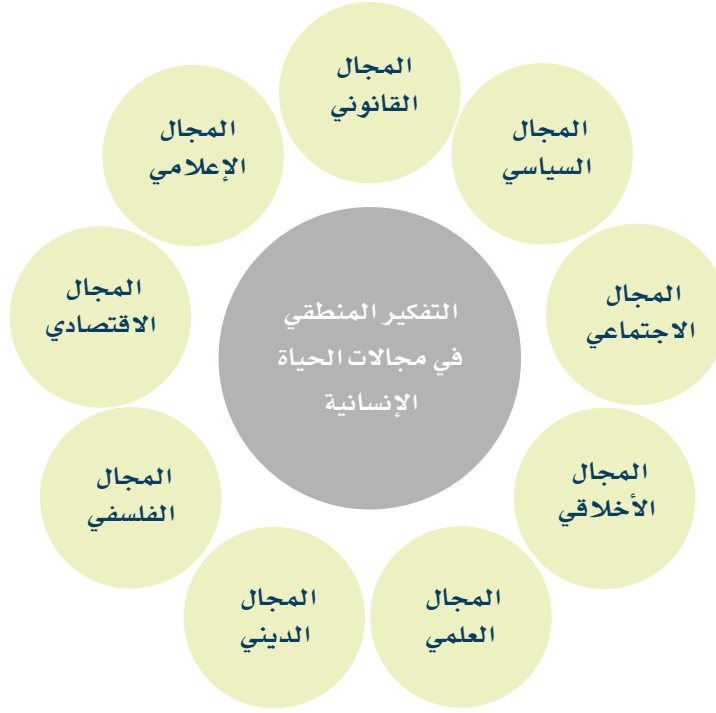 المجال
القانوني
المجال
السياسي
المجال
الاجتماعي
المجال
الأخلاقي
المجال
العلمي
المجال
الديني
المجال
الفلسفي
المجال
الاقتصادي
المجال
الإعلامي
التفكير المنطقي
في مجالات الحياة
الإنسانية